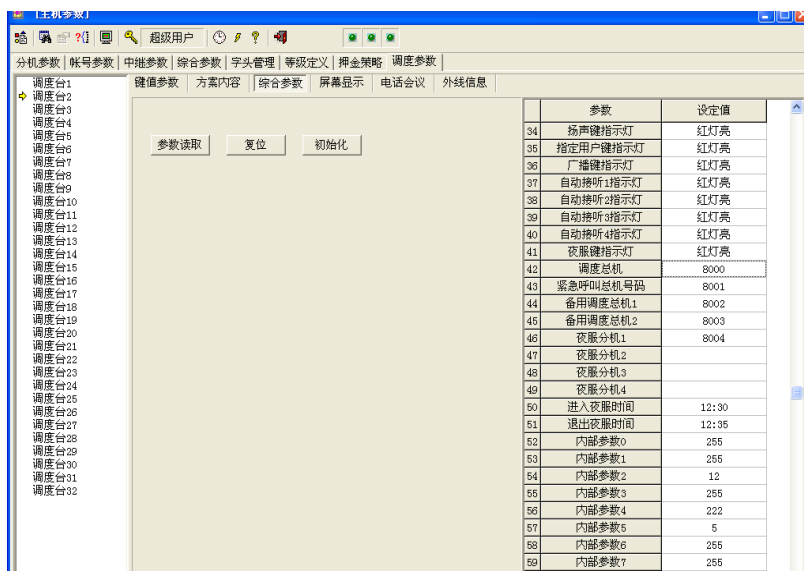 [主机参数]
超级用户
分机参数 帐号参数 中继参数 综合参数 字头管理 等级定义 押金策略 调度参数
键值参数 方案内容 综合参数 屏幕显示 电话会议 外线信息
调度台1
调度台2
调度台3
调度台4
调度台5
调度台6
调度台7
调度台8
调度台9
调度台10
调度台11
调度台12
调度台13
调度台14
调度台15
调度台16
调度台17
调度台18
调度台19
调度台20
调度台21
调度台22
调度台23
调度台24
调度台25
调度台26
调度台27
调度台28
调度台29
调度台30
调度台31
调度台32
参数读取 复位 初始化
参数 设定值
34 扬声键指示灯 红灯亮
35 指定用户键指示灯 红灯亮
36 广播键指示灯 红灯亮
37 自动接听1指示灯 红灯亮
38 自动接听2指示灯 红灯亮
39 自动接听3指示灯 红灯亮
40 自动接听4指示灯 红灯亮
41 夜服键指示灯 红灯亮
42 调度总机 8000
43 紧急呼叫总机号码 8001
44 备用调度总机1 8002
45 备用调度总机2 8003
46 夜服分机1 8004
47 夜服分机2
48 夜服分机3
49 夜服分机4
50 进入夜服时间 12:30
51 退出夜服时间 12:35
52 内部参数0 255
53 内部参数1 255
54 内部参数2 12
55 内部参数3 255
56 内部参数4 222
57 内部参数5 5
58 内部参数6 255
59 内部参数7 255